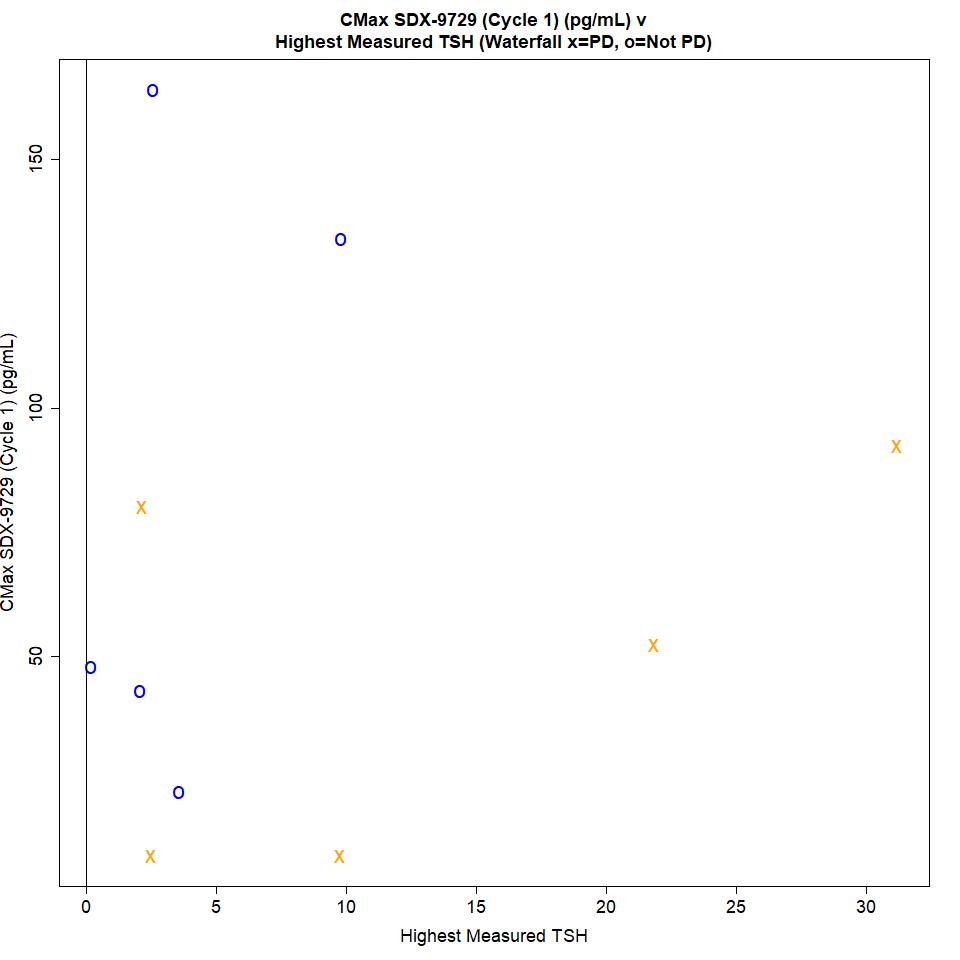 CMax SDX-9729 (Cycle 1) (pg/mL) v
Highest Measured TSH (Waterfall x=PD, o=Not PD)
CMax SDX-9729 (Cycle 1) (pg/mL)
150
100
50
O
O
X
X
X
O
O
O
X
X
0 5 10 15 20 25 30
Highest Measured TSH